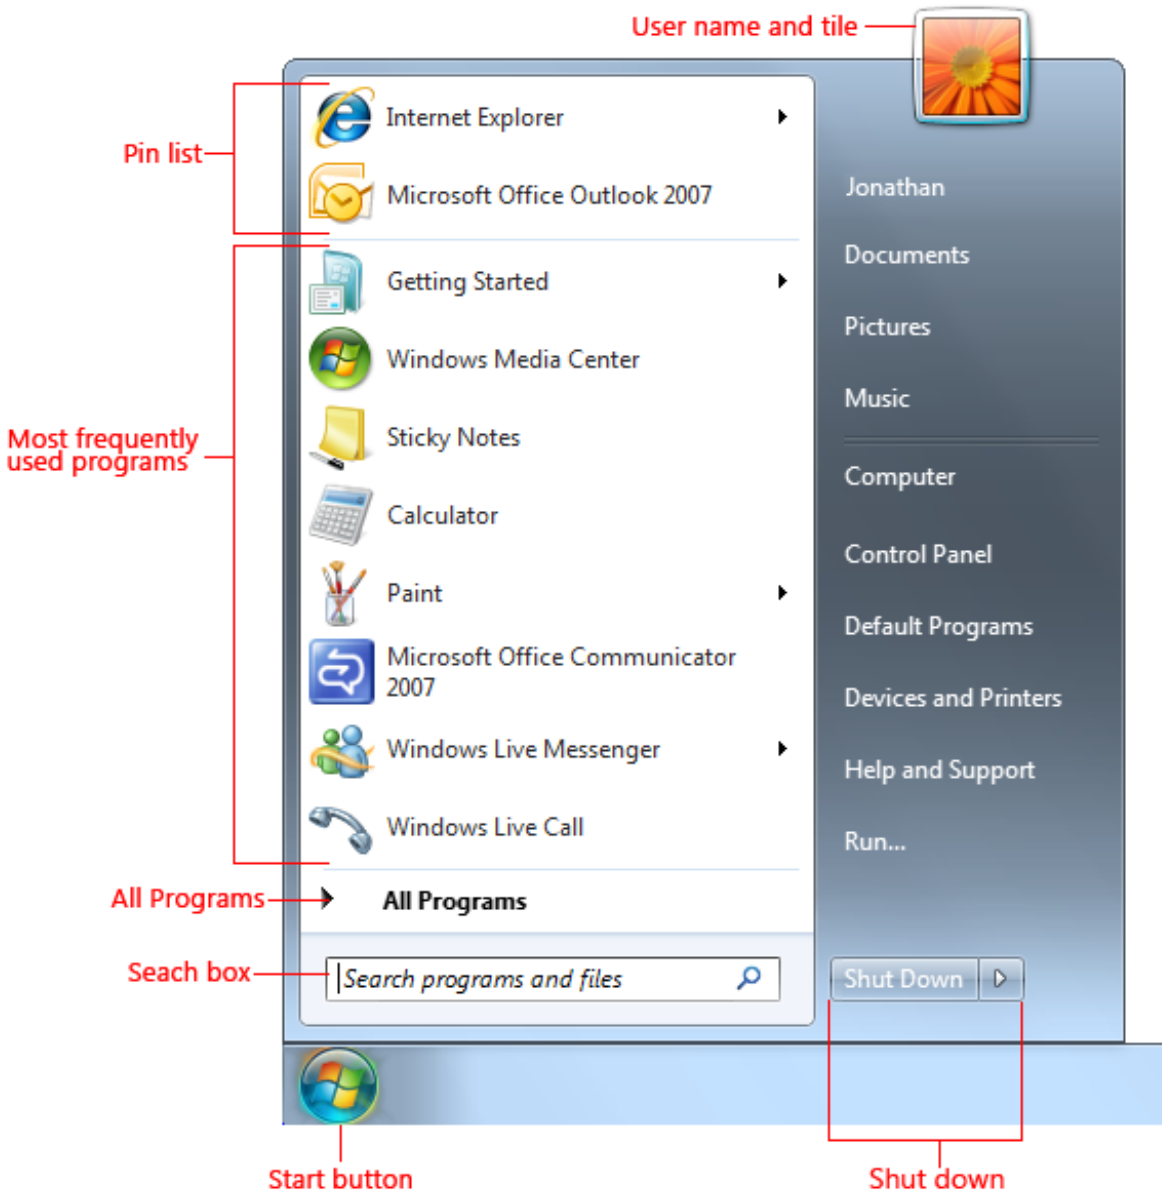 User name and tile
Pin list
Internet Explorer
Microsoft Office Outlook 2007
Most frequently
used programs
Getting Started
Windows Media Center
Sticky Notes
Calculator
Paint
Microsoft Office Communicator
2007
Windows Live Messenger
Windows Live Call
All Programs
All Programs
Seach box
Search programs and files
Jonathan
Documents
Pictures
Music
Computer
Control Panel
Default Programs
Devices and Printers
Help and Support
Run...
Shut Down
Start button
Shut down